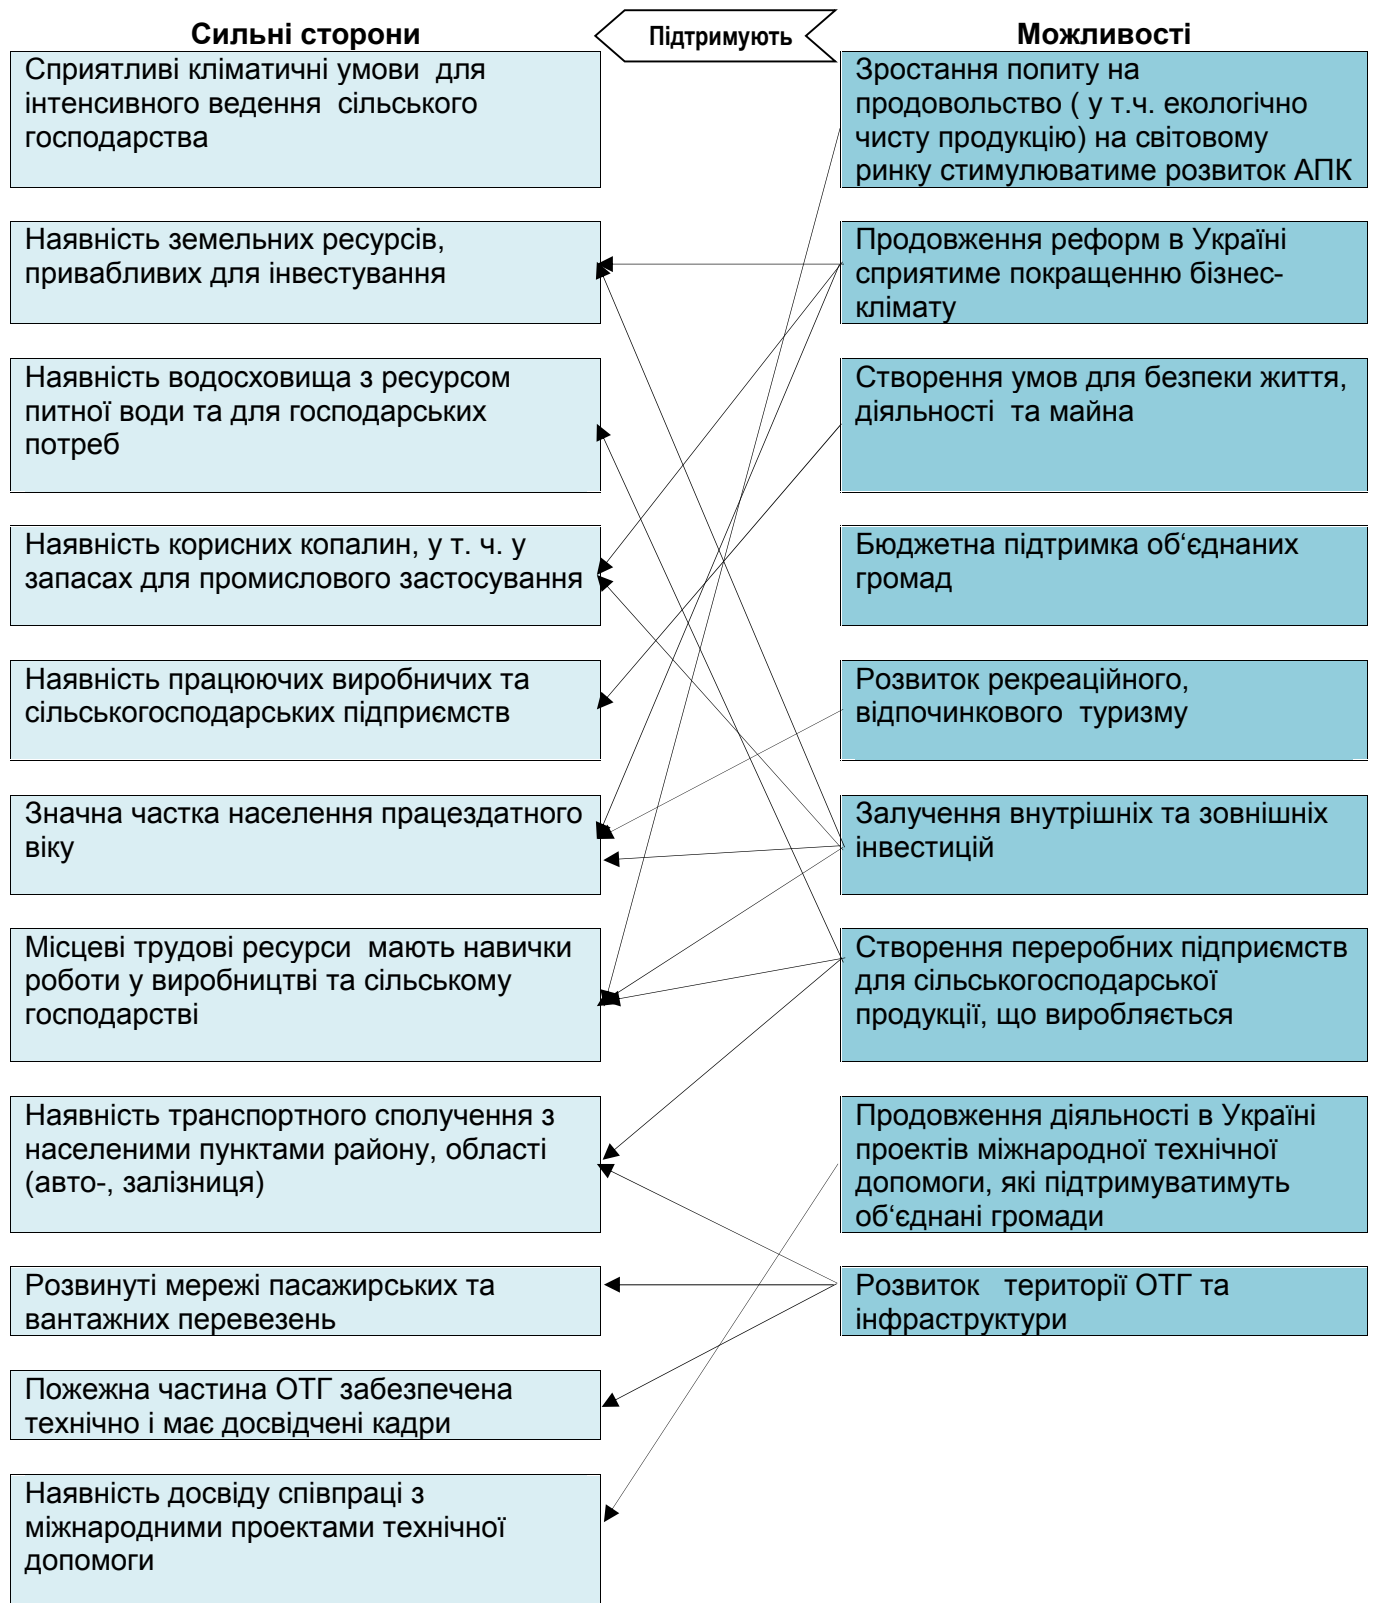 Сильні сторони
Підтримують
Можливості
Сприятливі кліматичні умови для
інтенсивного ведення сільського
господарства
Зростання попиту на
продовольство ( у т.ч. екологічно
чисту продукцію) на світовому
ринку стимулюватиме розвиток АПК
Наявність земельних ресурсів,
привабливих для інвестування
Продовження реформ в Україні
сприятиме покращенню бізнес-
клімату
Наявність водосховища з ресурсом
питної води та для господарських
потреб
Створення умов для безпеки життя,
діяльності та майна
Наявність корисних копалин, у т. ч. у
запасах для промислового застосування
Бюджетна підтримка об‘єднаних
громад
Наявність працюючих виробничих та
сільськогосподарських підприємств
Розвиток рекреаційного,
відпочинкового туризму
Значна частка населення працездатного
віку
Залучення внутрішніх та зовнішніх
інвестицій
Місцеві трудові ресурси мають навички
роботи у виробництві та сільському
господарстві
Створення переробних підприємств
для сільськогосподарської
продукції, що виробляється
Наявність транспортного сполучення з
населеними пунктами району, області
(авто-, залізниця)
Продовження діяльності в Україні
проектів міжнародної технічної
допомоги, які підтримуватимуть
об‘єднані громади
Розвинуті мережі пасажирських та
вантажних перевезень
Розвиток території ОТГ та
інфраструктури
Пожежна частина ОТГ забезпечена
технічно і має досвідчені кадри
Наявність досвіду співпраці з
міжнародними проектами технічної
допомоги